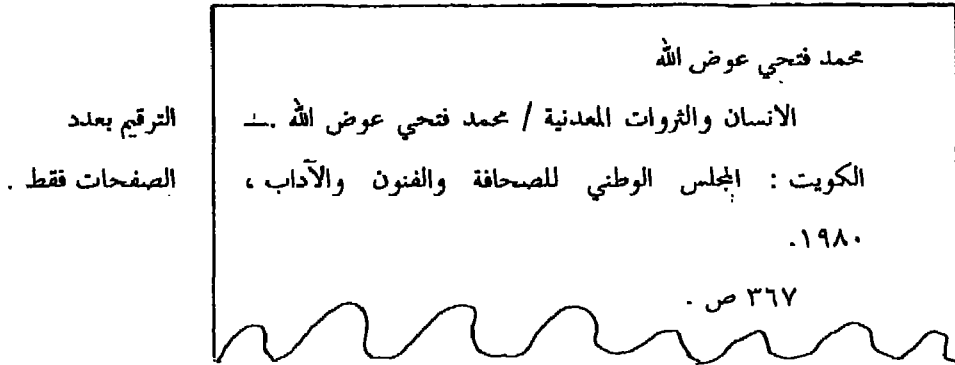 محمد فتحي عوض الله
الانسان والثروات المعدنية / محمد فتحي عوض الله .ــ
الكويت : المجلس الوطني للصحافة والفنون والآداب ،
١٩٨٠.
٣٦٧ ص .
الترقيم بعدد
الصفحات فقط .